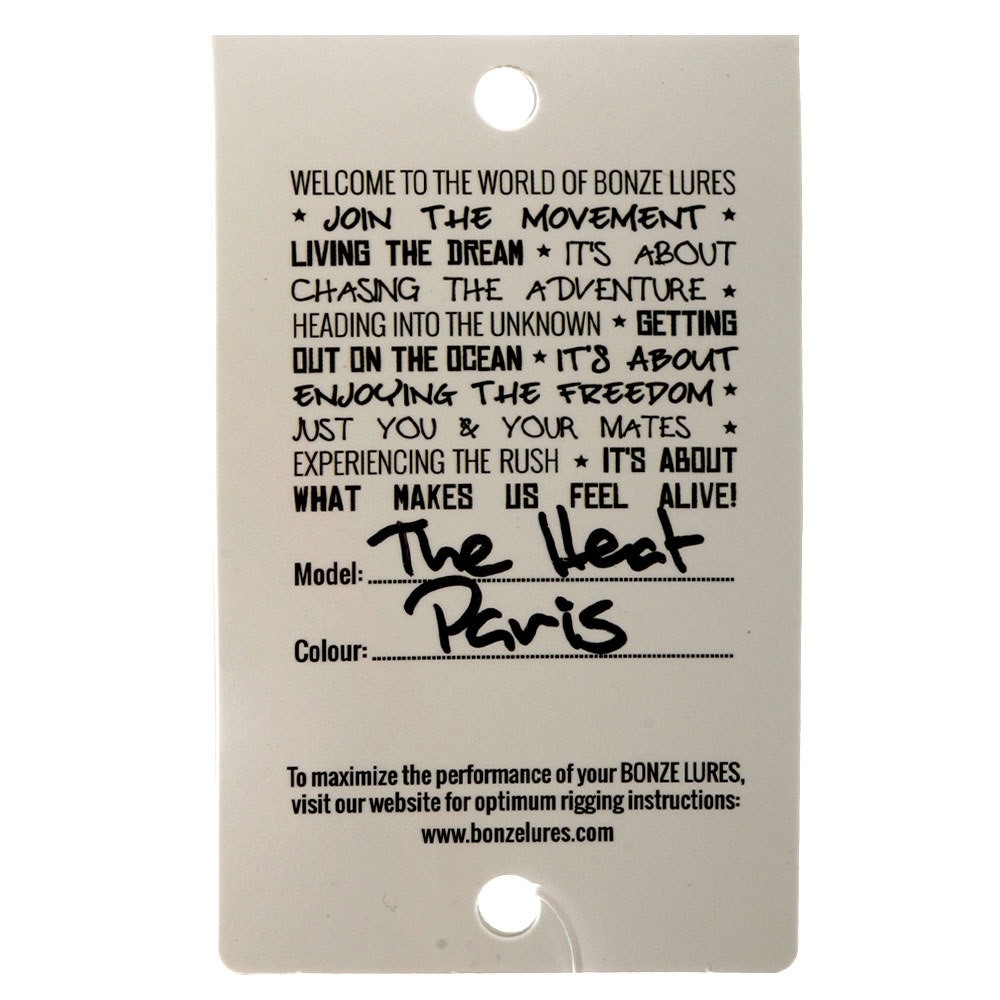 WELCOME TO THE WORLD OF BONZE LURES
★ JOIN THE MOVEMENT ★
LIVING THE DREAM ★ IT'S ABOUT
CHASING THE ADVENTURE ★
HEADING INTO THE UNKNOWN ★ GETTING
OUT ON THE OCEAN ★ IT'S ABOUT
ENJOYING THE FREEDOM ★
JUST YOU & YOUR MATES ★
EXPERIENCING THE RUSH ★ IT'S ABOUT
WHAT MAKES US FEEL ALIVE!
Model: The Heat
Colour: Paris
To maximize the performance of your BONZE LURES,
visit our website for optimum rigging instructions:
www.bonzelures.com